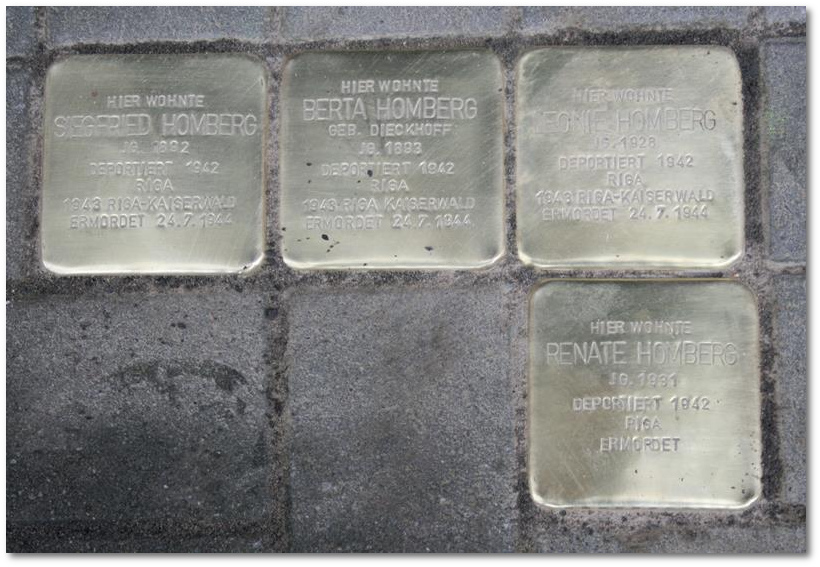 HIER WOHNTE
SIEGFRIED HOMBERG
JG. 1892
DEPORTIERT 1942
RIGA
1943 RIGA-KAISERWALD
ERMORDET 24.7.1944
HIER WOHNTE
BERTA HOMBERG
GEB. DIECKHOFF
JG. 1893
DEPORTIERT 1942
RIGA
1943 RIGA KAISERWALD
ERMORDET 24.7.1944
HIER WOHNTE
LEONIE HOMBERG
JG. 1928
DEPORTIERT 1942
RIGA
1943 RIGA-KAISERWALD
ERMORDET 24.7.1944
HIER WOHNTE
RENATE HOMBERG
JG. 1931
DEPORTIERT 1942
RIGA
ERMORDET